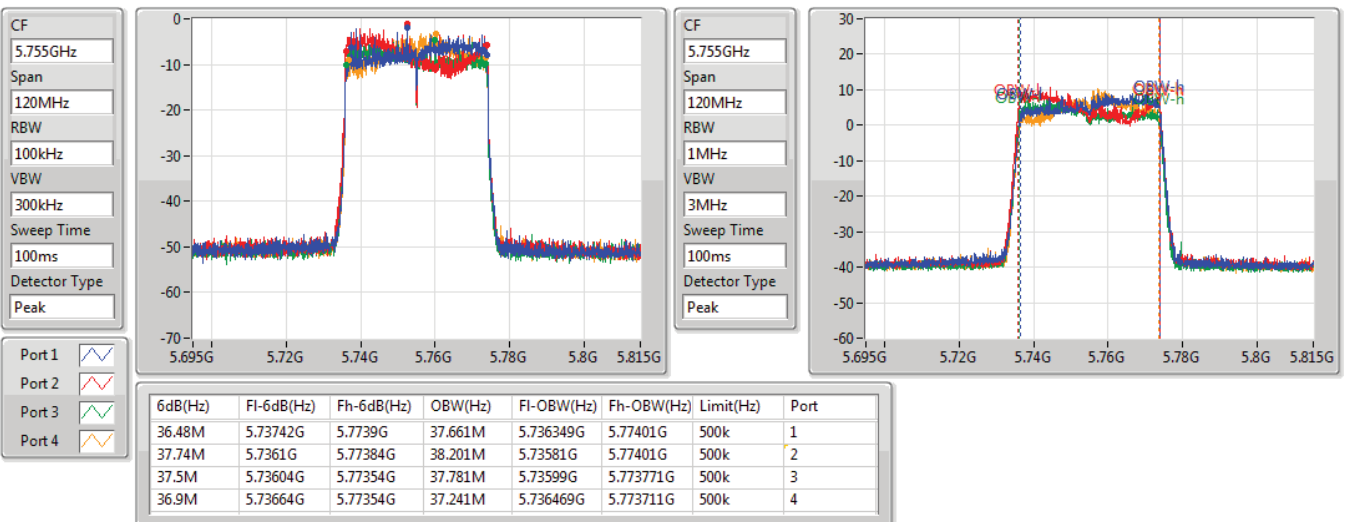 CF
5.755GHz
Span
120MHz
RBW
100kHz
VBW
300kHz
Sweep Time
100ms
Detector Type
Peak
0
-10
-20
-30
-40
-50
-60
-70
5.695G 5.72G 5.74G 5.76G 5.78G 5.8G 5.815G
CF
5.755GHz
Span
120MHz
RBW
1MHz
VBW
3MHz
Sweep Time
100ms
Detector Type
Peak
30
20
10
0
-10
-20
-30
-40
-50
-60
OBW-h
5.695G 5.72G 5.74G 5.76G 5.78G 5.8G 5.815G
Port 1
Port 2
Port 3
Port 4
6dB(Hz) Fl-6dB(Hz) Fh-6dB(Hz) OBW(Hz) Fl-OBW(Hz) Fh-OBW(Hz) Limit(Hz) Port
36.48M 5.73742G 5.7739G 37.661M 5.736349G 5.77401G 500k 1
37.74M 5.7361G 5.77384G 38.201M 5.73581G 5.77401G 500k 2
37.5M 5.73604G 5.77354G 37.781M 5.73599G 5.773771G 500k 3
36.9M 5.73664G 5.77354G 37.241M 5.736469G 5.773711G 500k 4